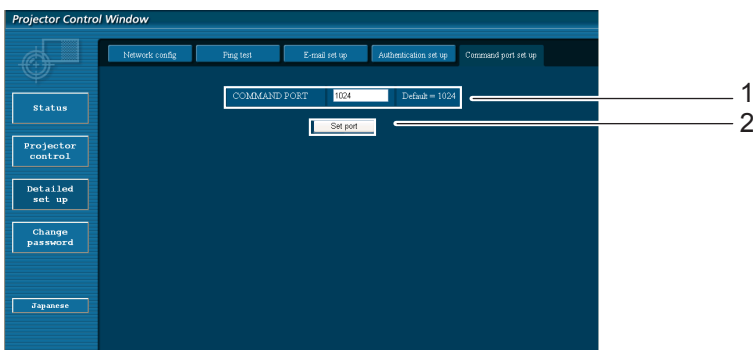 Projector Control Window
Network config
Ping test
E-mail set up
Authentication set up
Command port set up
COMMAND PORT 1024 Default = 1024
1
Set port
2
Status
Projector
control
Detailed
set up
Change
password
Japanese